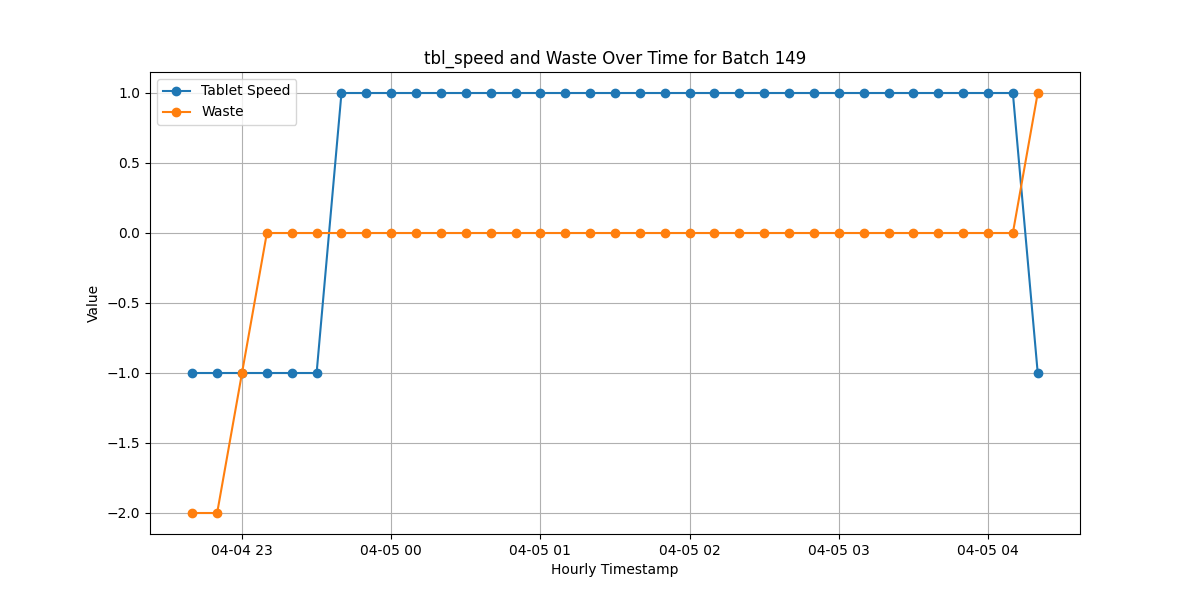 tbl_speed and Waste Over Time for Batch 149
Tablet Speed
Waste
1.0
0.5
0.0
−0.5
−1.0
−1.5
−2.0
Value
04-04 23
04-05 00
04-05 01
04-05 02
04-05 03
04-05 04
Hourly Timestamp